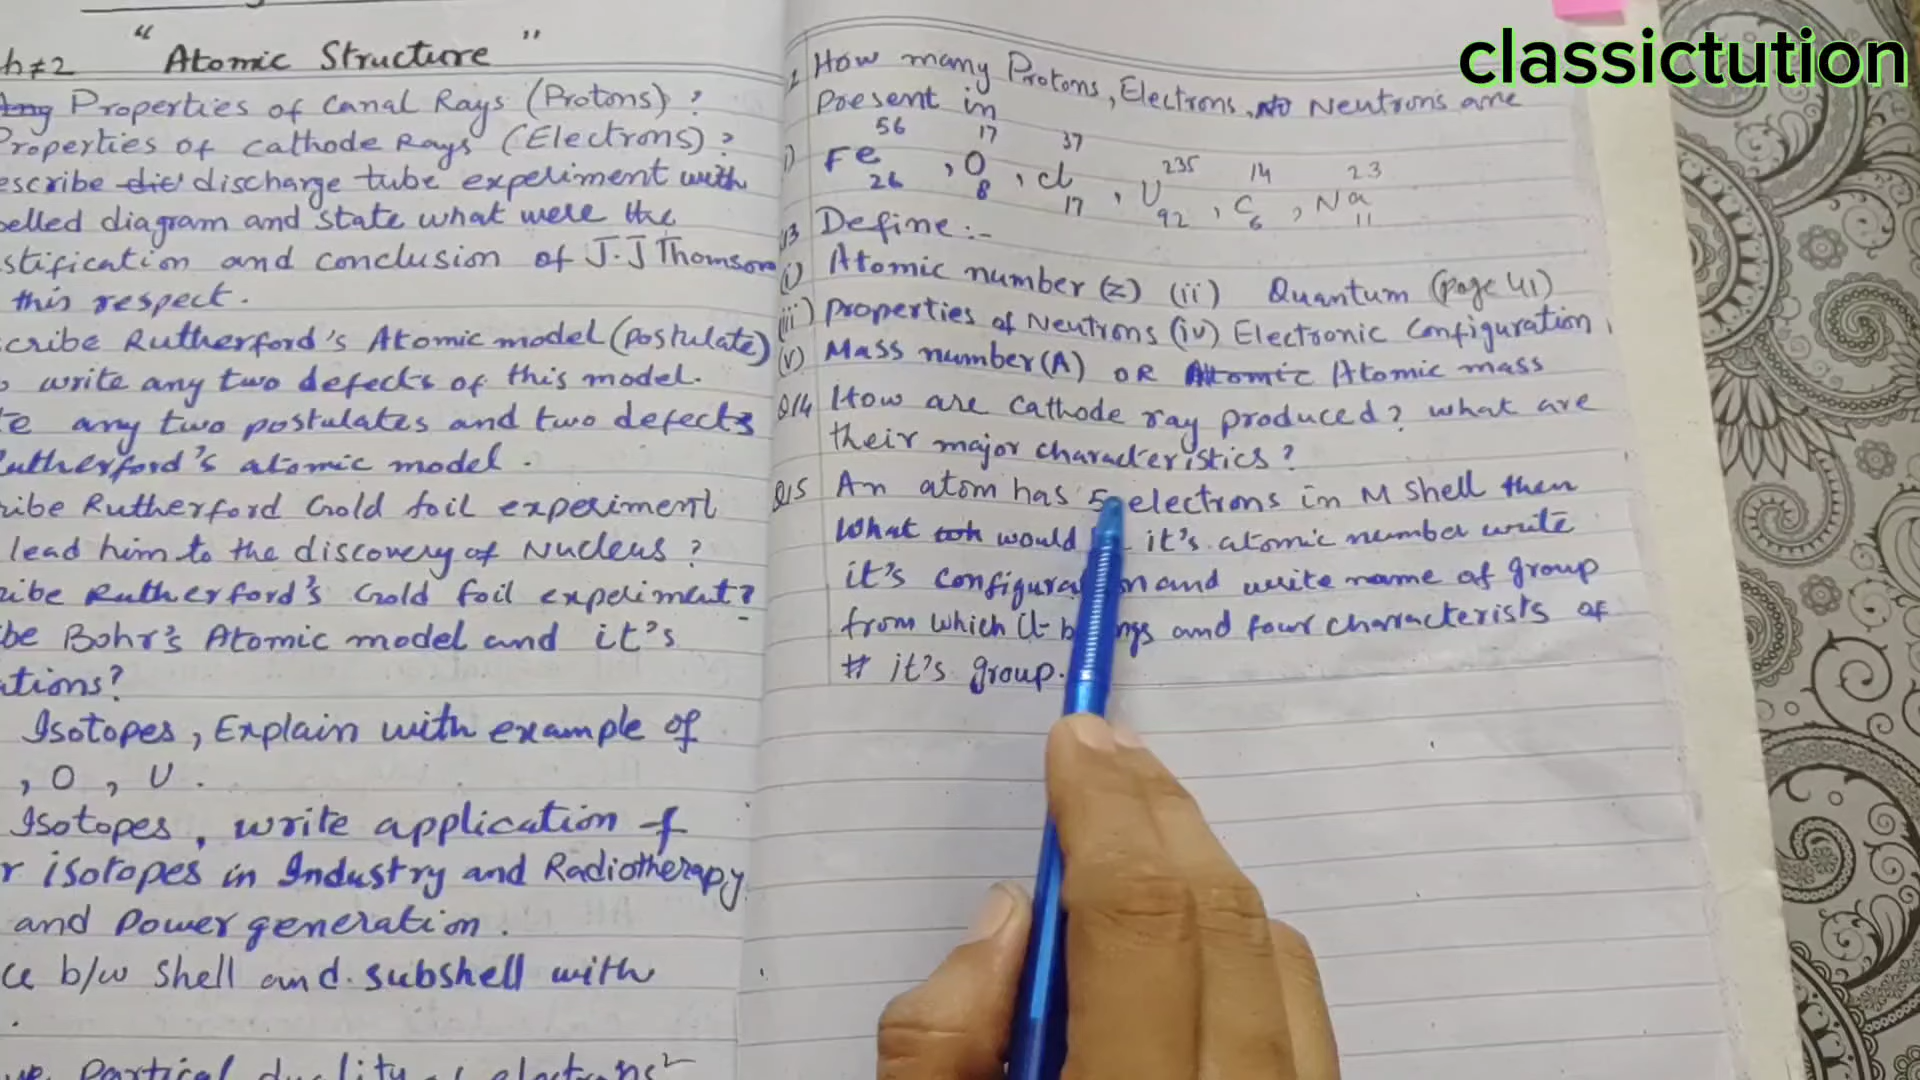 classictution
" Atomic Structure "
h # 2
Properties of Canal Rays (Protons) ?
roperties of Cathode Rays (Electrons) ?
escribe discharge tube experiment with
belled diagram and state what were the
stification and conclusion of J.J Thomson
this respect.
cribe Rutherford's Atomic model (postulate)
write any two defects of this model.
te any two postulates and two defects
utherford's atomic model.
ribe Rutherford Gold foil experiment
lead him to the discovery of Nucleus ?
ribe Rutherford's Gold foil experiment?
be Bohr's Atomic model and it's
ations?
Isotopes, Explain with example of
, O , U .
Isotopes, write application of
r isotopes in Industry and Radiotherapy
and Power generation.
ce b/w shell and subshell with
Partical duality electrons
How many Protons, Electrons, Neutrons are
Present in
i) Fe 56 26 , O 17 8 , Cl 37 17 , U 235 92 , C 14 6 , Na 23 11
13 Define :-
(i) Atomic number (Z) (ii) Quantum (page 41)
(iii) Properties of Neutrons (iv) Electronic Configuration
(v) Mass number (A) OR Atomic mass
Q14 How are Cathode ray produced? what are
their major characteristics?
Q15 An atom has 5 electrons in M Shell then
What would it's atomic number write
it's and write name of group
from which it and four characterists of
it's group.